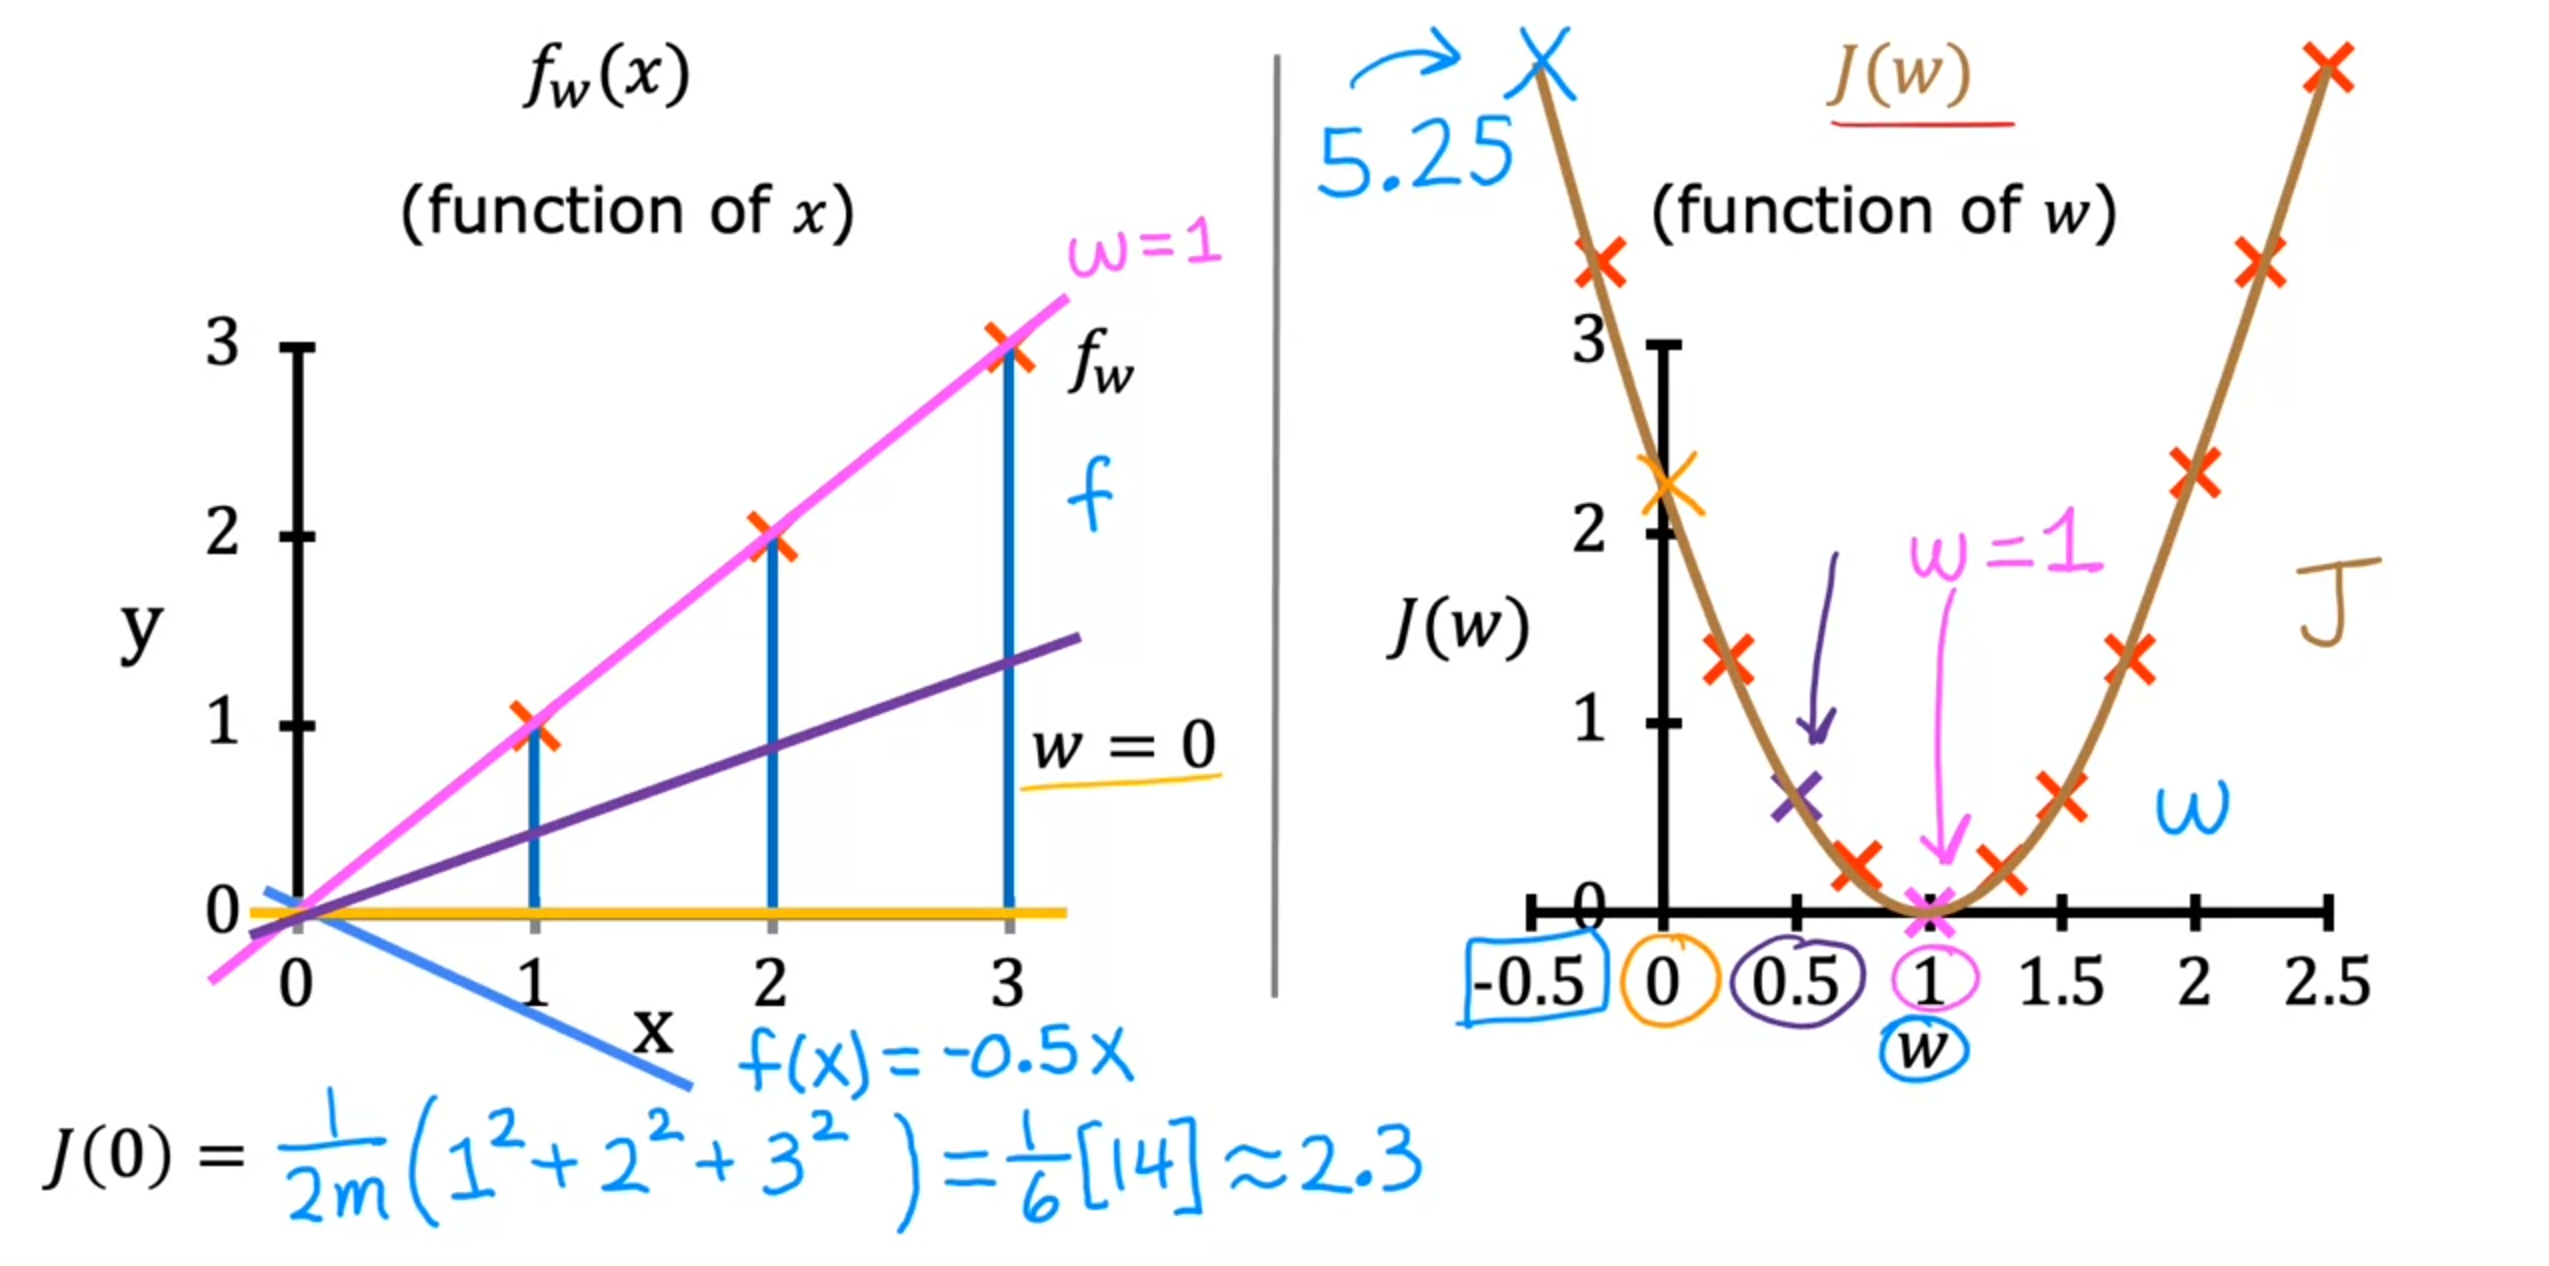 f_w(x)
(function of x)
w=1
f_w
f
w = 0
y
3
2
1
0
0 1 2 3
x
f(x) = -0.5x
J(0) = 1/2m (1² + 2² + 3²) = 1/6 [14] ≈ 2.3
5.25
J(w)
(function of w)
3
2
1
0
J(w)
w=1
J
w
-0.5 0 0.5 1 1.5 2 2.5
w